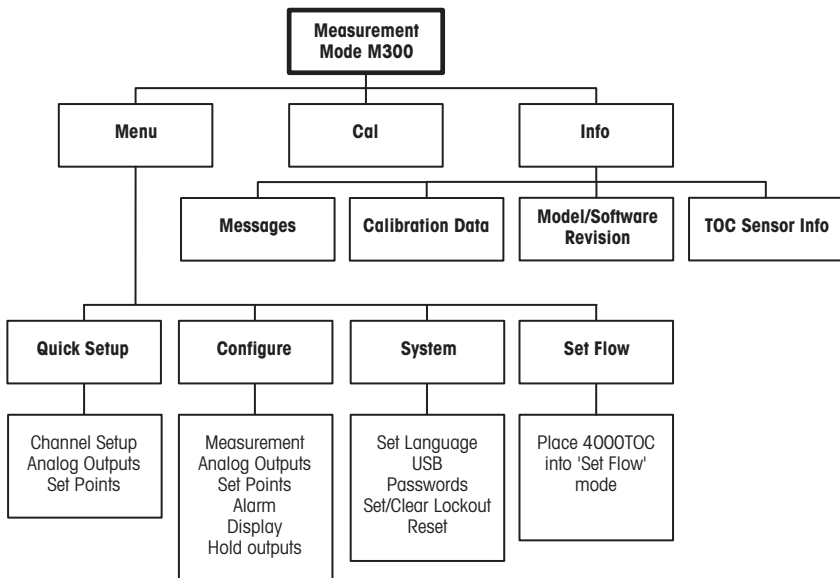 Measurement
Mode M300
Menu
Cal
Info
Messages
Calibration Data
Model/Software
Revision
TOC Sensor Info
Quick Setup
Configure
System
Set Flow
Channel Setup
Analog Outputs
Set Points
Measurement
Analog Outputs
Set Points
Alarm
Display
Hold outputs
Set Language
USB
Passwords
Set/Clear Lockout
Reset
Place 4000TOC
into 'Set Flow'
mode